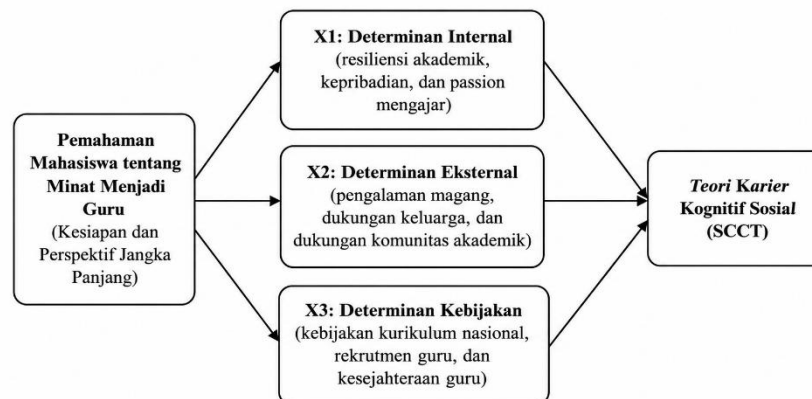 Pemahaman
Mahasiswa tentang
Minat Menjadi
Guru
(Kesiapan dan
Perspektif Jangka
Panjang)
X1: Determinan Internal
(resiliensi akademik,
kepribadian, dan passion
mengajar)
X2: Determinan Eksternal
(pengalaman magang,
dukungan keluarga, dan
dukungan komunitas akademik)
X3: Determinan Kebijakan
(kebijakan kurikulum nasional,
rekrutmen guru, dan
kesejahteraan guru)
Teori Karier
Kognitif Sosial
(SCCT)